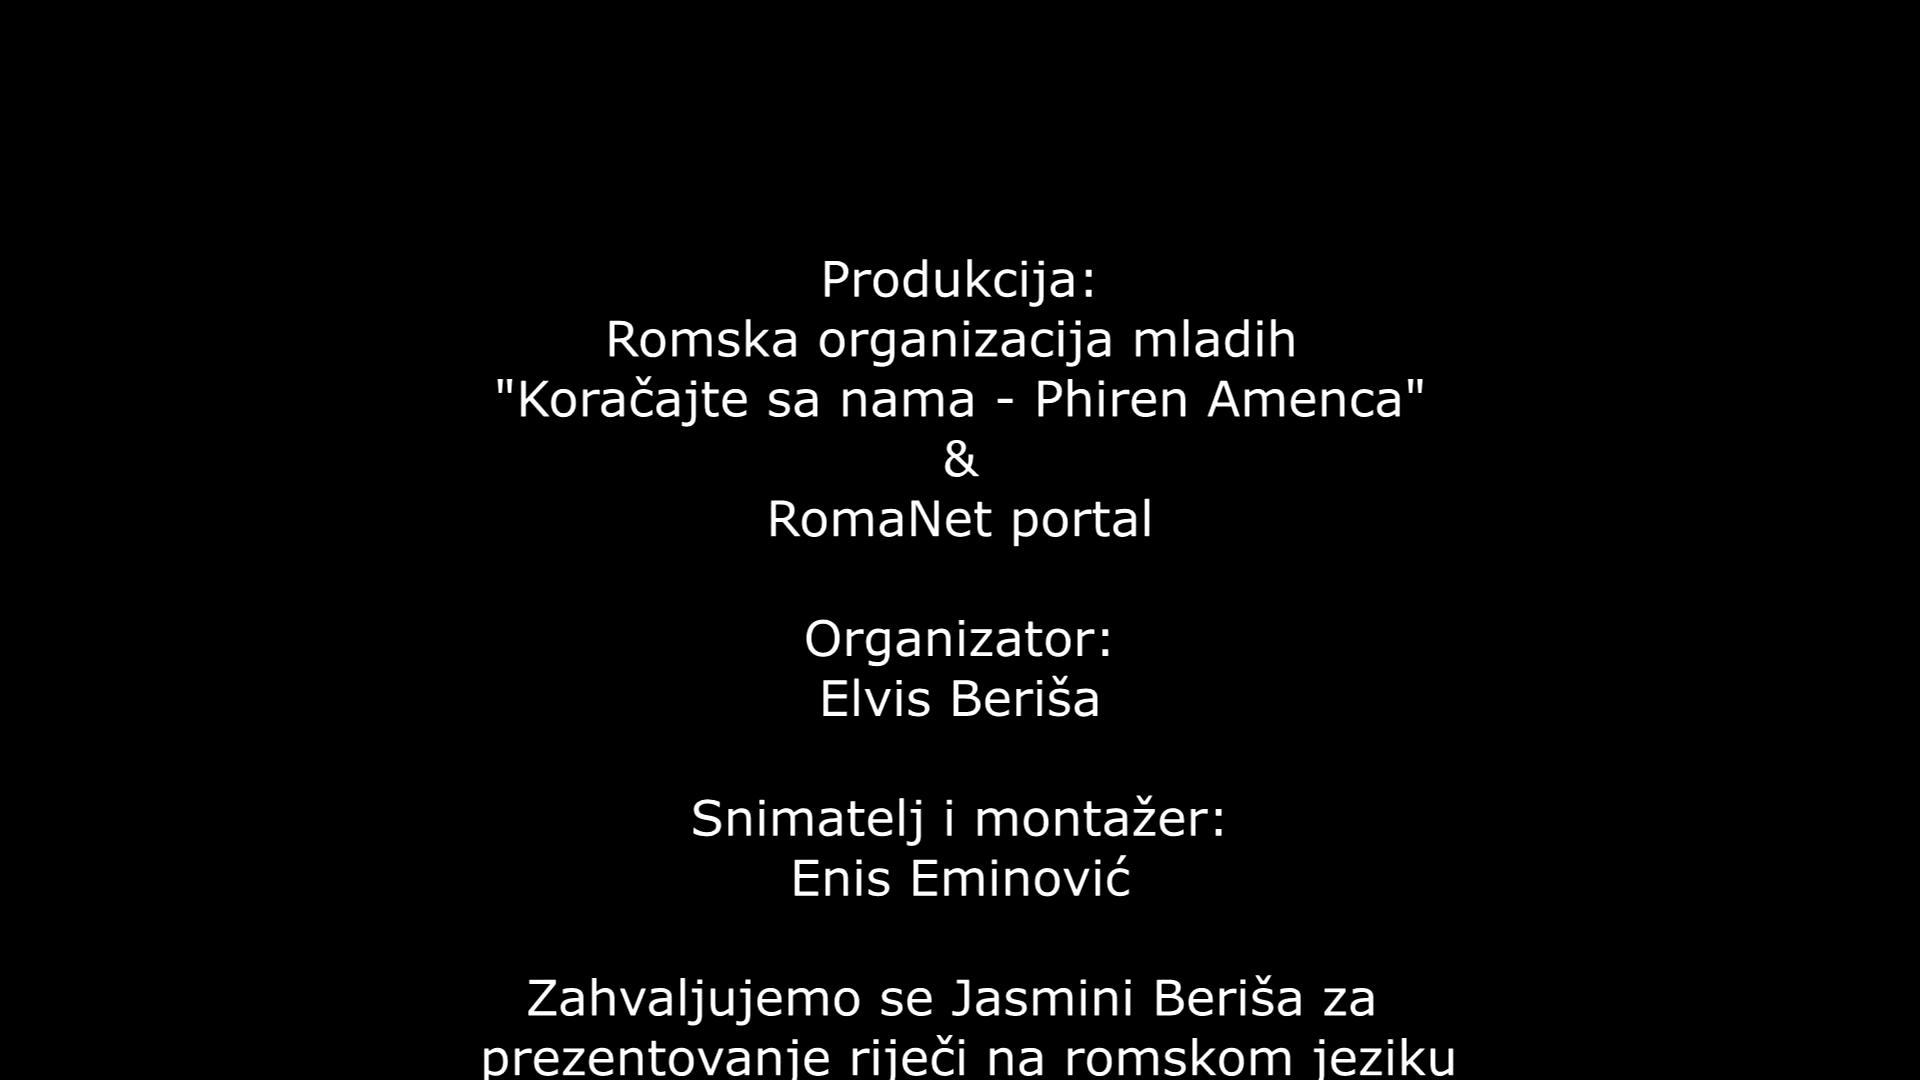 Produkcija:
Romska organizacija mladih
"Koračajte sa nama - Phiren Amenca"
&
RomaNet portal
Organizator:
Elvis Beriša
Snimatelj i montažer:
Enis Eminović
Zahvaljujemo se Jasmini Beriša za
prezentovanje riječi na romskom jeziku